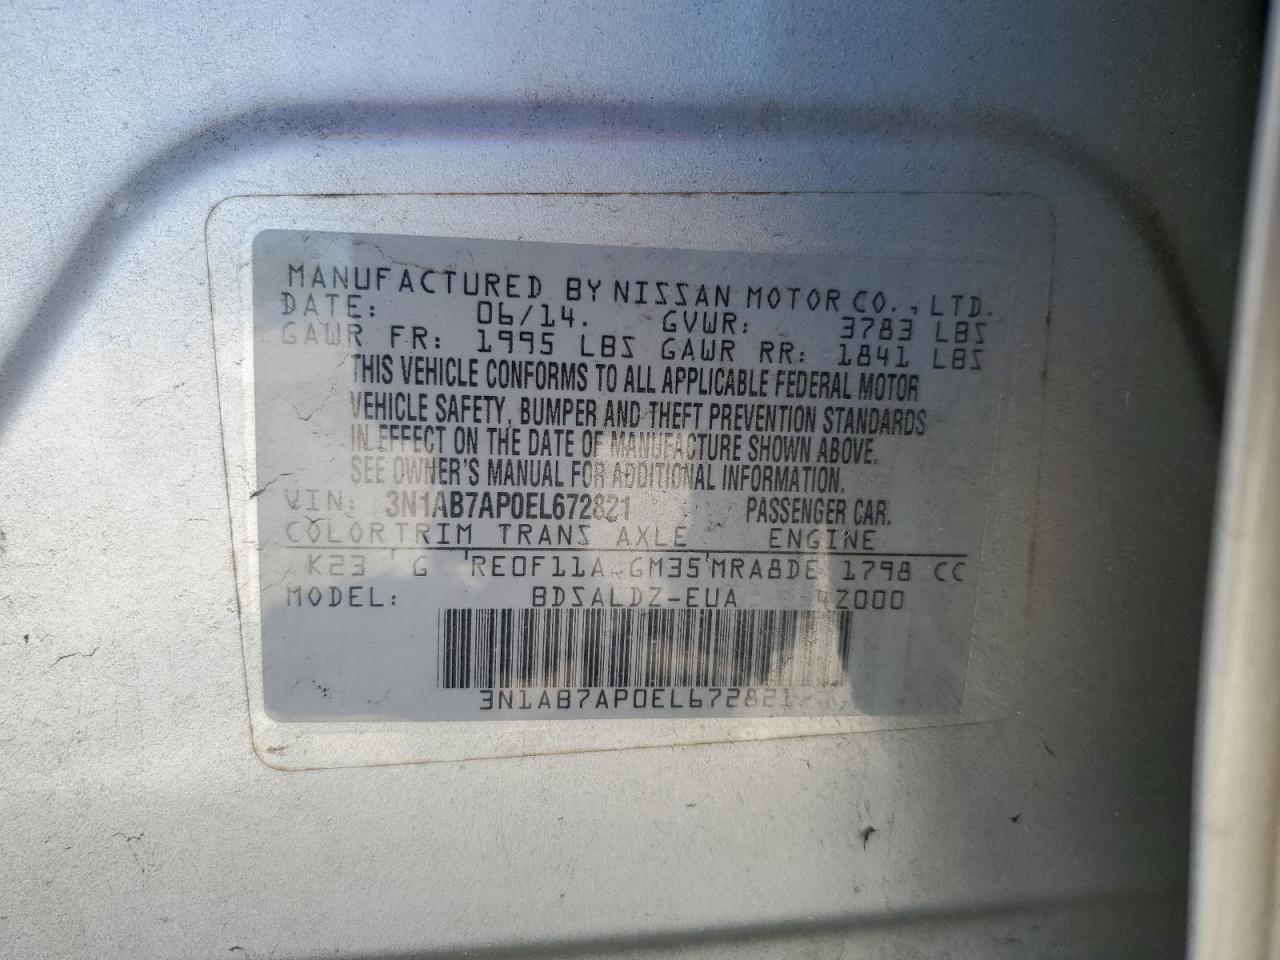 MANUFACTURED BY NISSAN MOTOR CO., LTD.
DATE: 06/14. GVWR: 3783 LBS
GAWR FR: 1995 LBS GAWR RR: 1841 LBS
THIS VEHICLE CONFORMS TO ALL APPLICABLE FEDERAL MOTOR
VEHICLE SAFETY, BUMPER AND THEFT PREVENTION STANDARDS
IN EFFECT ON THE DATE OF MANUFACTURE SHOWN ABOVE.
SEE OWNER'S MANUAL FOR ADDITIONAL INFORMATION.
VIN: 3N1AB7AP0EL672821 PASSENGER CAR.
COLOR TRIM TRANS AXLE ENGINE
K23 G RE0F11A GM35 MRA8DE 1798 CC
MODEL: BDSALDZ-EUA 4Z000
3N1AB7AP0EL672821